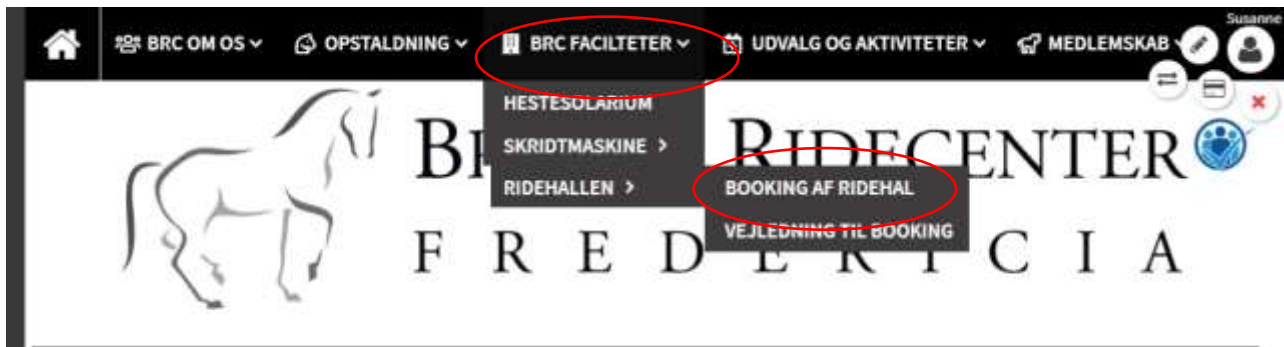 Susanne
BRC OM OS
OPSTALDNING
BRC FACILTETER
UDVALG OG AKTIVITETER
MEDLEMSKAB
HESTESOLARIUM
SKRIDTMASKINE >
RIDEHALLEN >
BOOKING AF RIDEHAL
VEJLEDNING TIL BOOKING
RIDECENTER
FREDERICIA